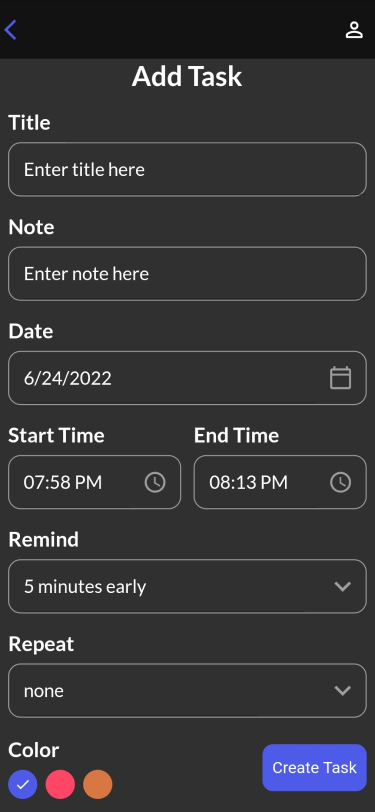 Add Task
Title
Enter title here
Note
Enter note here
Date
6/24/2022
Start Time
End Time
07:58 PM
08:13 PM
Remind
5 minutes early
Repeat
none
Color
Create Task